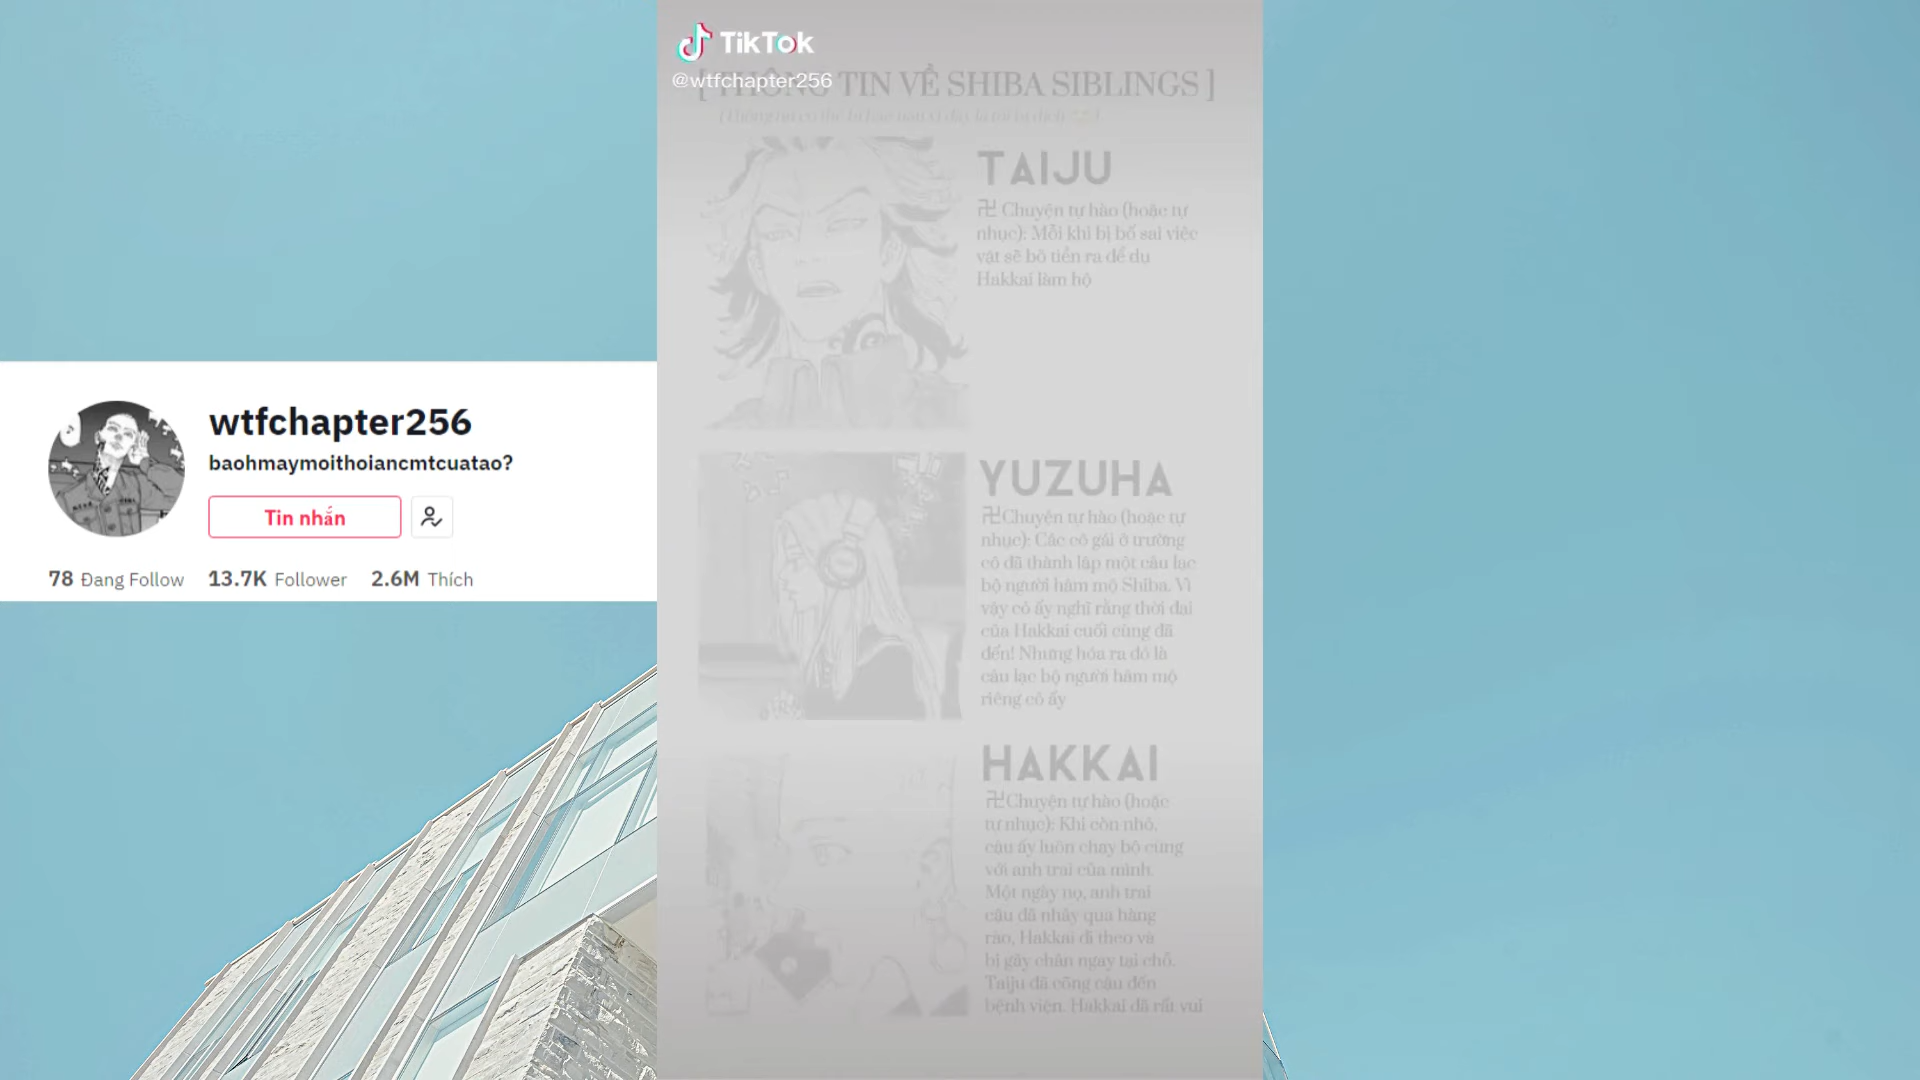 TikTok
@wtfchapter256
[ THÔNG TIN VỀ SHIBA SIBLINGS ]
TAIJU
卍 Chuyện tự hào (hoặc tự
nhục): Mỗi khi bị bố sai việc
vặt sẽ bỏ tiền ra để dụ
Hakkai làm hộ
wtfchapter256
baohmaymoithoiancmtcuatao?
Tin nhắn
78 Đang Follow 13.7K Follower 2.6M Thích
YUZUHA
卍Chuyện tự hào (hoặc tự
nhục): Các cô gái ở trường
cô đã thành lập một câu lạc
bộ người hâm mộ Shiba. Vì
vậy cô ấy nghĩ rằng thời đại
của Hakkai cuối cùng đã
đến! Nhưng hóa ra đó là
câu lạc bộ người hâm mộ
riêng cô ấy
HAKKAI
卍Chuyện tự hào (hoặc
tự nhục): Khi còn nhỏ,
cậu ấy luôn chạy bộ cùng
với anh trai của mình.
Một ngày nọ, anh trai
cậu đã nhảy qua hàng
rào, Hakkai đi theo và
bị gãy chân ngay tại chỗ.
Taiju đã cõng cậu đến
bệnh viện. Hakkai đã rất vui